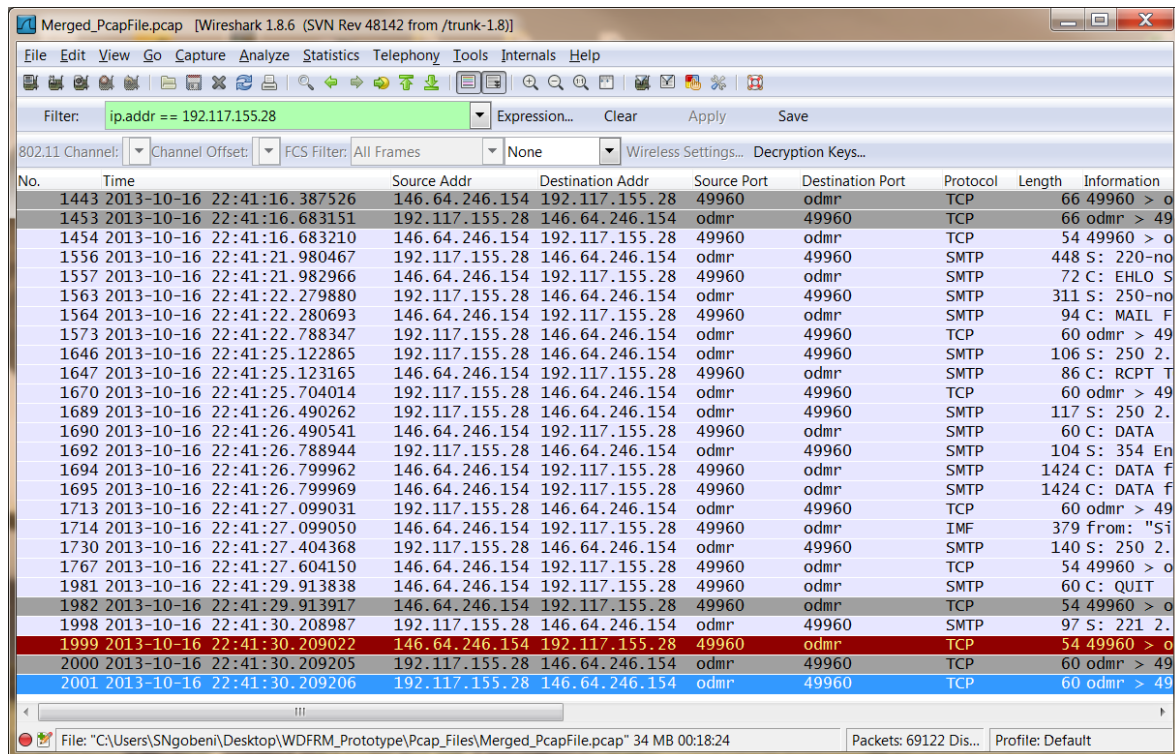 Merged_PcapFile.pcap [Wireshark 1.8.6 (SVN Rev 48142 from /trunk-1.8)]
File Edit View Go Capture Analyze Statistics Telephony Tools Internals Help
Filter: ip.addr == 192.117.155.28 Expression... Clear Apply Save
802.11 Channel: Channel Offset: FCS Filter: All Frames None Wireless Settings... Decryption Keys...
No. Time Source Addr Destination Addr Source Port Destination Port Protocol Length Information
1443 2013-10-16 22:41:16.387526 146.64.246.154 192.117.155.28 49960 odmr TCP 66 49960 > o
1453 2013-10-16 22:41:16.683151 192.117.155.28 146.64.246.154 odmr 49960 TCP 66 odmr > 49
1454 2013-10-16 22:41:16.683210 146.64.246.154 192.117.155.28 49960 odmr TCP 54 49960 > o
1556 2013-10-16 22:41:21.980467 192.117.155.28 146.64.246.154 odmr 49960 SMTP 448 S: 220-no
1557 2013-10-16 22:41:21.982966 146.64.246.154 192.117.155.28 49960 odmr SMTP 72 C: EHLO S
1563 2013-10-16 22:41:22.279880 192.117.155.28 146.64.246.154 odmr 49960 SMTP 311 S: 250-no
1564 2013-10-16 22:41:22.280693 146.64.246.154 192.117.155.28 49960 odmr SMTP 94 C: MAIL F
1573 2013-10-16 22:41:22.788347 192.117.155.28 146.64.246.154 odmr 49960 TCP 60 odmr > 49
1646 2013-10-16 22:41:25.122865 192.117.155.28 146.64.246.154 odmr 49960 SMTP 106 S: 250 2.
1647 2013-10-16 22:41:25.123165 146.64.246.154 192.117.155.28 49960 odmr SMTP 86 C: RCPT T
1670 2013-10-16 22:41:25.704014 192.117.155.28 146.64.246.154 odmr 49960 TCP 60 odmr > 49
1689 2013-10-16 22:41:26.490262 192.117.155.28 146.64.246.154 odmr 49960 SMTP 117 S: 250 2.
1690 2013-10-16 22:41:26.490541 146.64.246.154 192.117.155.28 49960 odmr SMTP 60 C: DATA
1692 2013-10-16 22:41:26.788944 192.117.155.28 146.64.246.154 odmr 49960 SMTP 104 S: 354 En
1694 2013-10-16 22:41:26.799962 146.64.246.154 192.117.155.28 49960 odmr SMTP 1424 C: DATA f
1695 2013-10-16 22:41:26.799969 146.64.246.154 192.117.155.28 49960 odmr SMTP 1424 C: DATA f
1713 2013-10-16 22:41:27.099031 192.117.155.28 146.64.246.154 odmr 49960 TCP 60 odmr > 49
1714 2013-10-16 22:41:27.099050 146.64.246.154 192.117.155.28 49960 odmr IMF 379 from: "Si
1730 2013-10-16 22:41:27.404368 192.117.155.28 146.64.246.154 odmr 49960 SMTP 140 S: 250 2.
1767 2013-10-16 22:41:27.604150 146.64.246.154 192.117.155.28 49960 odmr TCP 54 49960 > o
1981 2013-10-16 22:41:29.913838 146.64.246.154 192.117.155.28 49960 odmr SMTP 60 C: QUIT
1982 2013-10-16 22:41:29.913917 146.64.246.154 192.117.155.28 49960 odmr TCP 54 49960 > o
1998 2013-10-16 22:41:30.208987 192.117.155.28 146.64.246.154 odmr 49960 SMTP 97 S: 221 2.
1999 2013-10-16 22:41:30.209022 146.64.246.154 192.117.155.28 49960 odmr TCP 54 49960 > o
2000 2013-10-16 22:41:30.209205 192.117.155.28 146.64.246.154 odmr 49960 TCP 60 odmr > 49
2001 2013-10-16 22:41:30.209206 192.117.155.28 146.64.246.154 odmr 49960 TCP 60 odmr > 49
File: "C:\Users\SNgobeni\Desktop\WDFRM_Prototype\Pcap_Files\Merged_PcapFile.pcap" 34 MB 00:18:24 Packets: 69122 Dis... Profile: Default